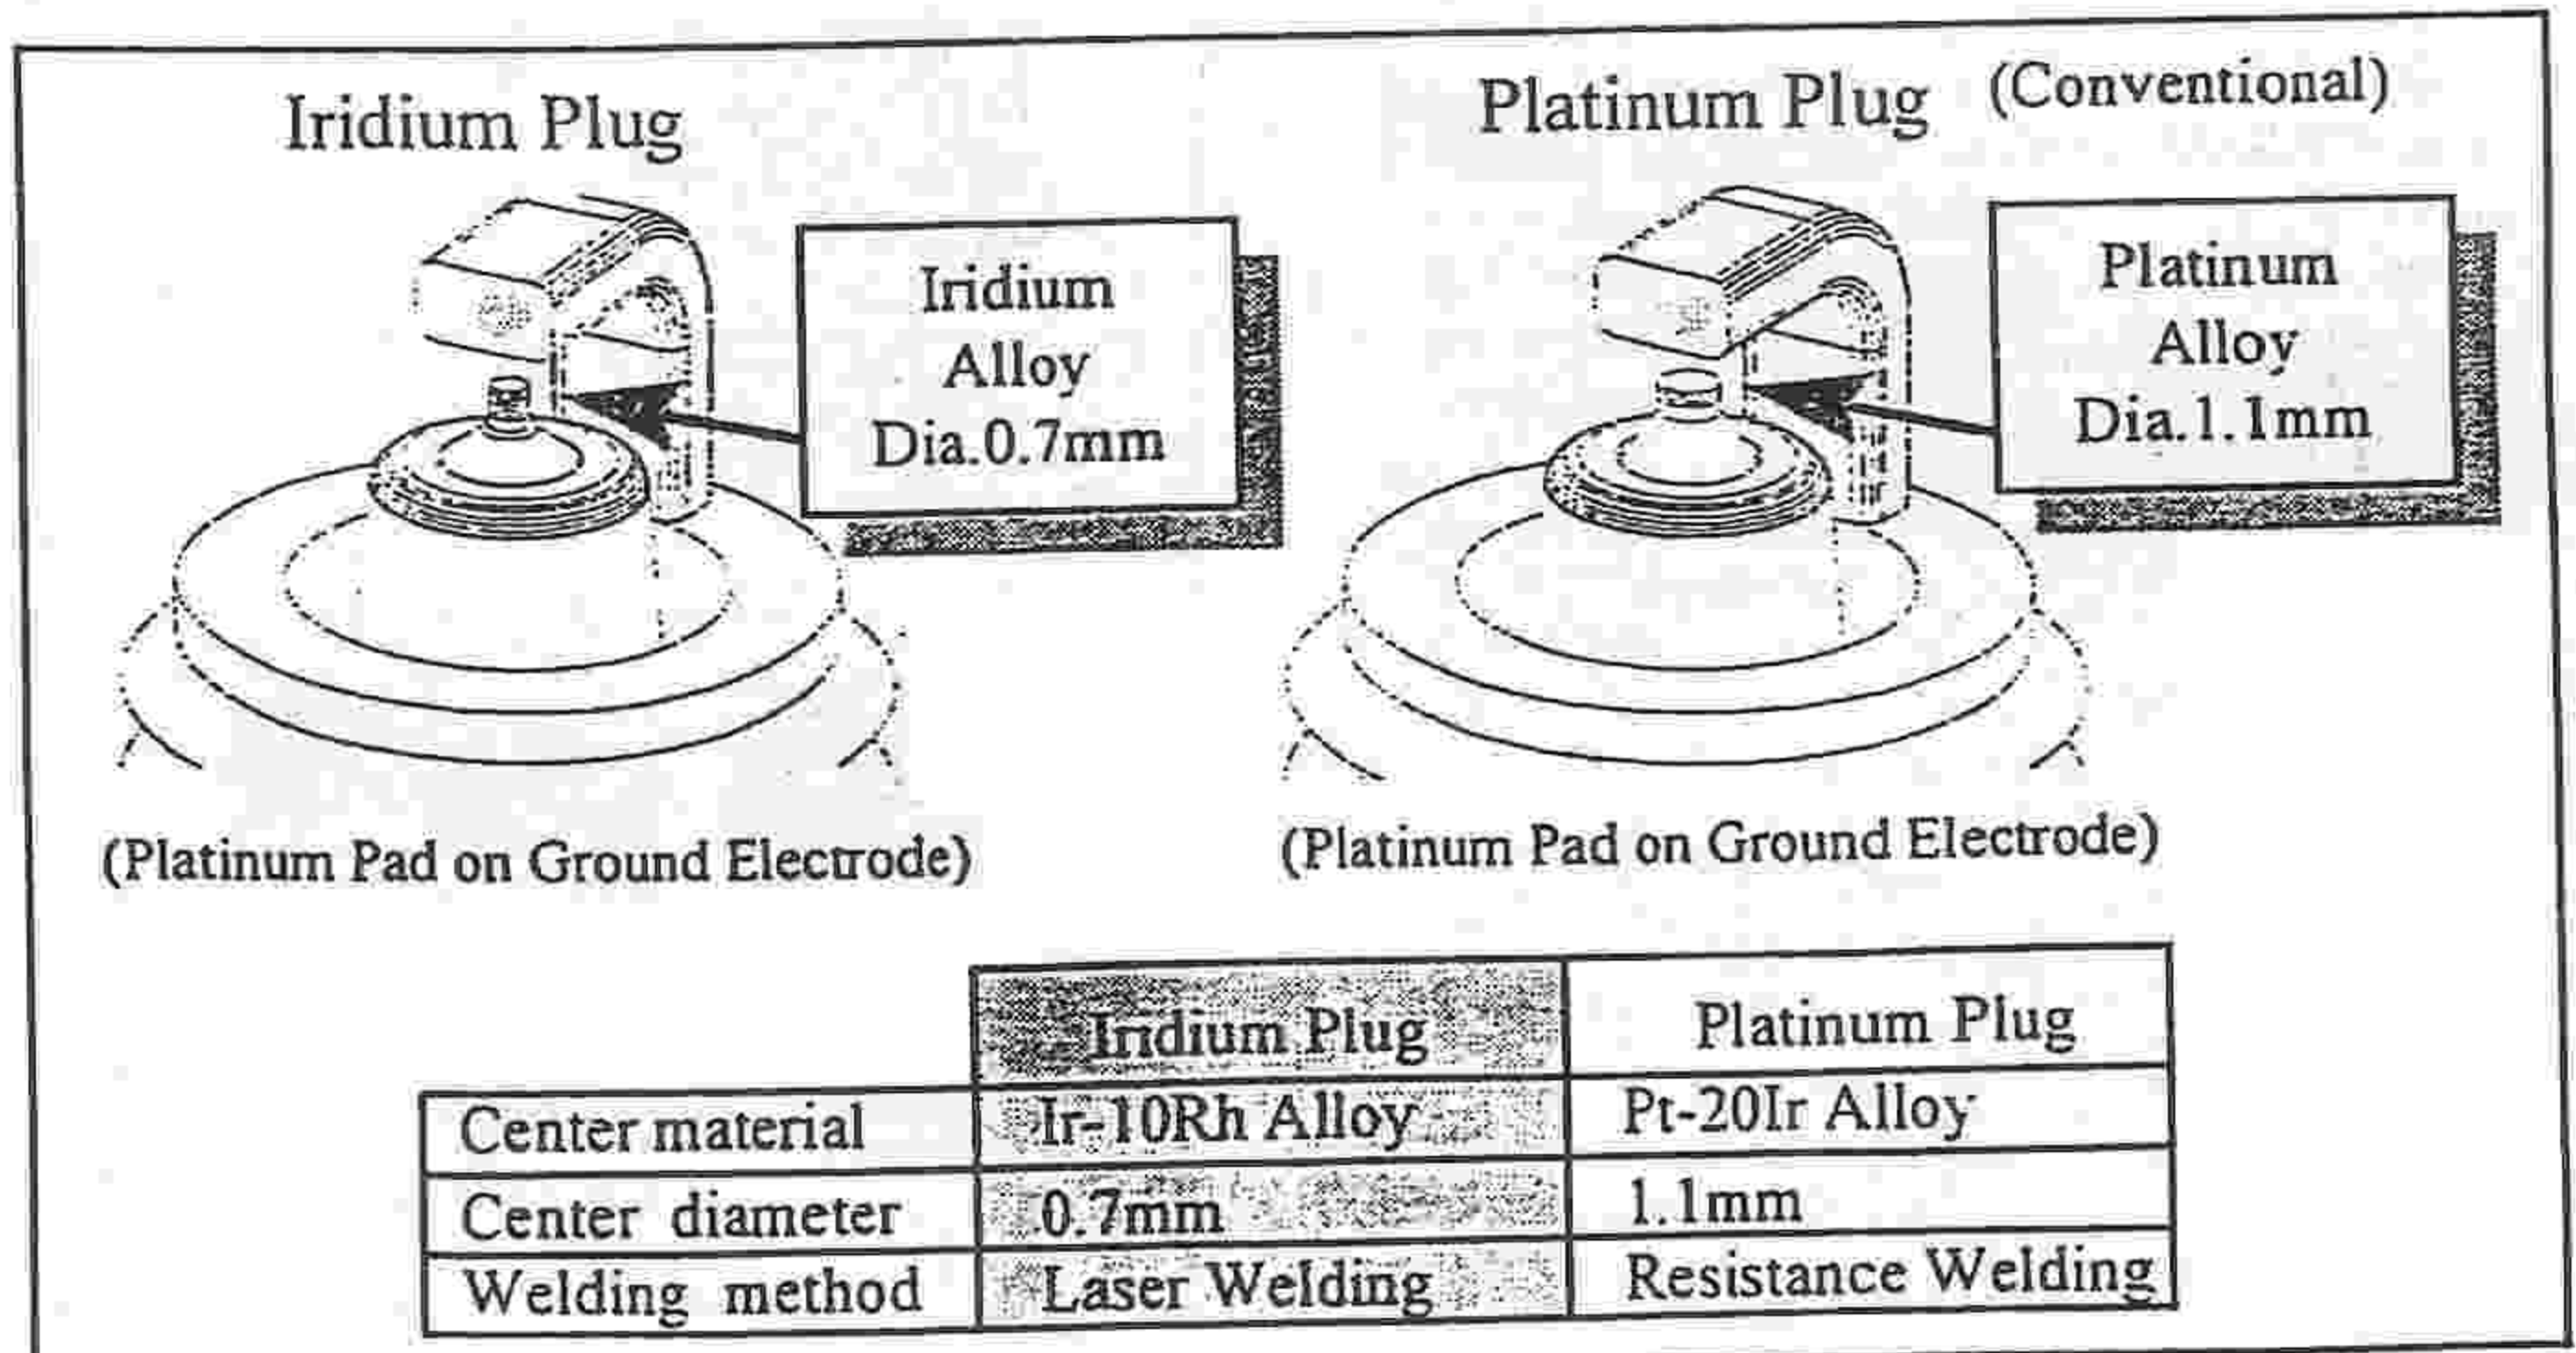 Iridium Plug
Platinum Plug (Conventional)
Iridium
Alloy
Dia.0.7mm
Platinum
Alloy
Dia.1.1mm
(Platinum Pad on Ground Electrode)
(Platinum Pad on Ground Electrode)
Iridium Plug Platinum Plug
Center material Ir-10Rh Alloy Pt-20Ir Alloy
Center diameter 0.7mm 1.1mm
Welding method Laser Welding Resistance Welding